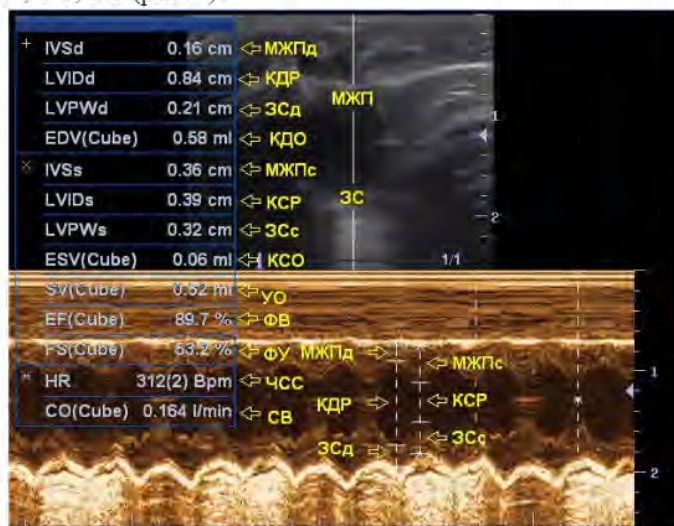 + IVSd 0.16 cm МЖПд
LVIDd 0.84 cm КДР
LVPWd 0.21 cm ЗСд
EDV(Cube) 0.58 ml КДО
× IVSs 0.36 cm МЖПс
LVIDs 0.39 cm КСР
LVPWs 0.32 cm ЗСс
ESV(Cube) 0.06 ml КСО
SV(Cube) 0.52 ml УО
EF(Cube) 89.7 % ФВ
FS(Cube) 53.2 % ФУ
HR 312(2) Bpm ЧСС
CO(Cube) 0.164 l/min СВ
МЖП
ЗС
1
2
1/1
МЖПд
МЖПс
КДР
КСР
ЗСд
ЗСс
1
2